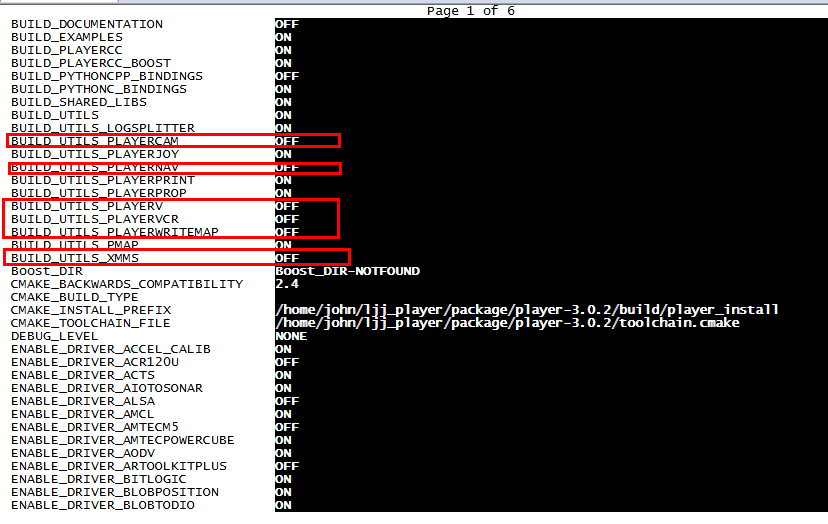 Page 1 of 6
BUILD_DOCUMENTATION OFF
BUILD_EXAMPLES ON
BUILD_PLAYERCC ON
BUILD_PLAYERCC_BOOST ON
BUILD_PYTHONCPP_BINDINGS OFF
BUILD_PYTHONC_BINDINGS ON
BUILD_SHARED_LIBS ON
BUILD_UTILS ON
BUILD_UTILS_LOGSPLITTER ON
BUILD_UTILS_PLAYERCAM OFF
BUILD_UTILS_PLAYERJOY ON
BUILD_UTILS_PLAYERNAV OFF
BUILD_UTILS_PLAYERPRINT ON
BUILD_UTILS_PLAYERPROP ON
BUILD_UTILS_PLAYERV OFF
BUILD_UTILS_PLAYERVCR OFF
BUILD_UTILS_PLAYERWRITEMAP OFF
BUILD_UTILS_PMAP ON
BUILD_UTILS_XMMS OFF
Boost_DIR Boost_DIR-NOTFOUND
CMAKE_BACKWARDS_COMPATIBILITY 2.4
CMAKE_BUILD_TYPE
CMAKE_INSTALL_PREFIX /home/john/ljj_player/package/player-3.0.2/build/player_install
CMAKE_TOOLCHAIN_FILE /home/john/ljj_player/package/player-3.0.2/toolchain.cmake
DEBUG_LEVEL NONE
ENABLE_DRIVER_ACCEL_CALIB ON
ENABLE_DRIVER_ACR120U OFF
ENABLE_DRIVER_ACTS ON
ENABLE_DRIVER_AIOTOSONAR ON
ENABLE_DRIVER_ALSA OFF
ENABLE_DRIVER_AMCL ON
ENABLE_DRIVER_AMTECM5 OFF
ENABLE_DRIVER_AMTECPOWERCUBE ON
ENABLE_DRIVER_AODV ON
ENABLE_DRIVER_ARTOOLKITPLUS OFF
ENABLE_DRIVER_BITLOGIC ON
ENABLE_DRIVER_BLOBPOSITION ON
ENABLE_DRIVER_BLOBTODIO ON